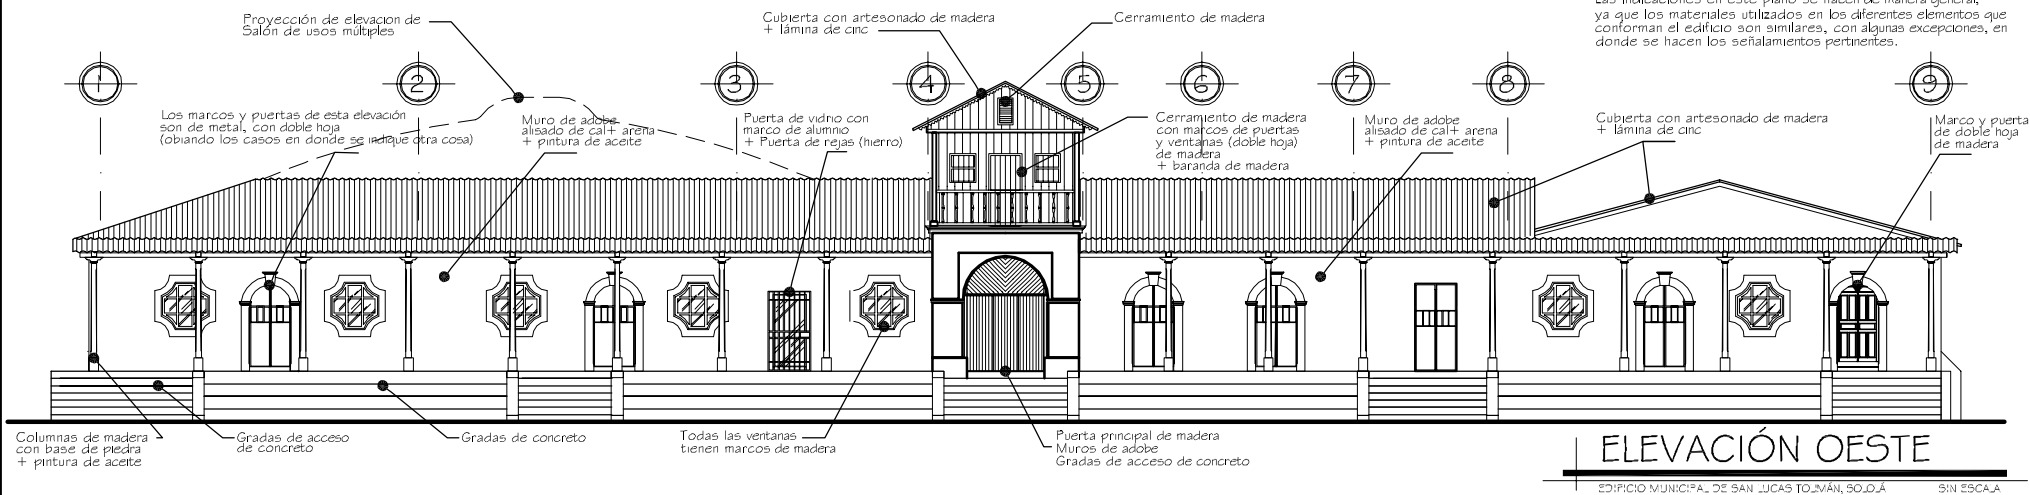 Las indicaciones en este plano se hacen de manera general,
ya que los materiales utilizados en los diferentes elementos que
conforman el edificio son similares, con algunas excepciones, en
donde se hacen los señalamientos pertinentes.
Proyección de elevacion de
Salón de usos múltiples
Cubierta con artesonado de madera
+ lámina de cinc
Cerramiento de madera
1
2
3
4
5
6
7
8
9
Los marcos y puertas de esta elevación
son de metal, con doble hoja
(obiando los casos en donde se indique otra cosa)
Muro de adobe
alisado de cal+ arena
+ pintura de aceite
Puerta de vidrio con
marco de aluminio
+ Puerta de rejas (hierro)
Cerramiento de madera
con marcos de puertas
y ventanas (doble hoja)
de madera
+ baranda de madera
Muro de adobe
alisado de cal+ arena
+ pintura de aceite
Cubierta con artesonado de madera
+ lámina de cinc
Marco y puerta
de doble hoja
de madera
Columnas de madera
con base de piedra
+ pintura de aceite
Gradas de acceso
de concreto
Gradas de concreto
Todas las ventanas
tienen marcos de madera
Puerta principal de madera
Muros de adobe
Gradas de acceso de concreto
ELEVACIÓN OESTE
EDIFICIO MUNICIPAL DE SAN LUCAS TOLIMÁN, SOLOLÁ SIN ESCALA